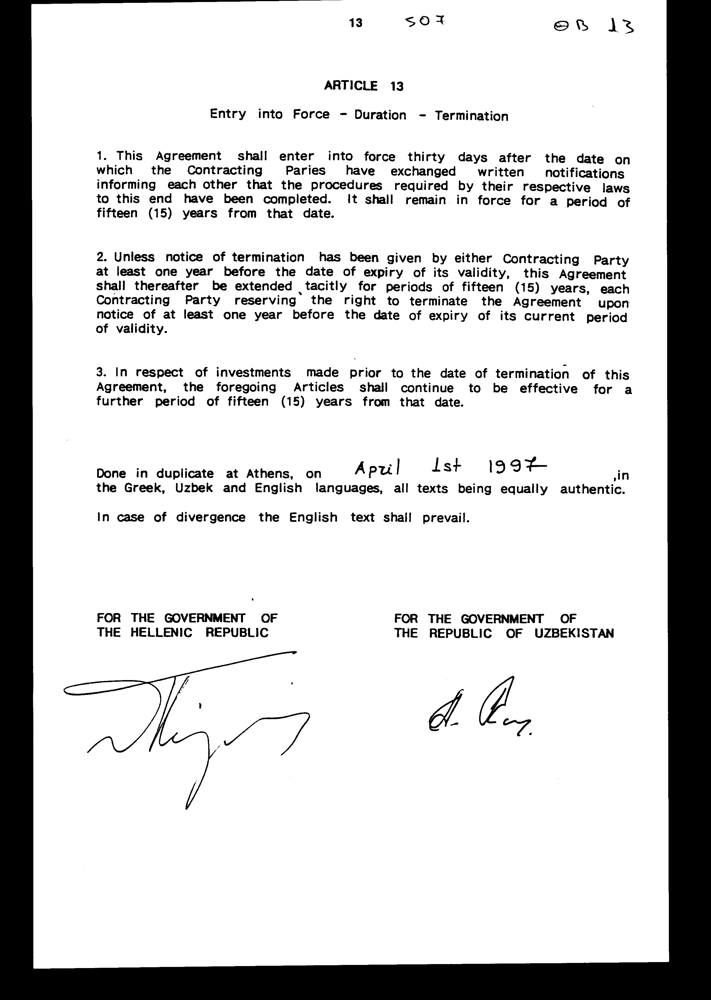 13 507 ΘΒ 13
ARTICLE 13
Entry into Force - Duration - Termination
1. This Agreement shall enter into force thirty days after the date on
which the Contracting Paries have exchanged written notifications
informing each other that the procedures required by their respective laws
to this end have been completed. It shall remain in force for a period of
fifteen (15) years from that date.
2. Unless notice of termination has been given by either Contracting Party
at least one year before the date of expiry of its validity, this Agreement
shall thereafter be extended tacitly for periods of fifteen (15) years, each
Contracting Party reserving the right to terminate the Agreement upon
notice of at least one year before the date of expiry of its current period
of validity.
3. In respect of investments made prior to the date of termination of this
Agreement, the foregoing Articles shall continue to be effective for a
further period of fifteen (15) years from that date.
Done in duplicate at Athens, on April 1st 1997 ,in
the Greek, Uzbek and English languages, all texts being equally authentic.
In case of divergence the English text shall prevail.
FOR THE GOVERNMENT OF
THE HELLENIC REPUBLIC
FOR THE GOVERNMENT OF
THE REPUBLIC OF UZBEKISTAN